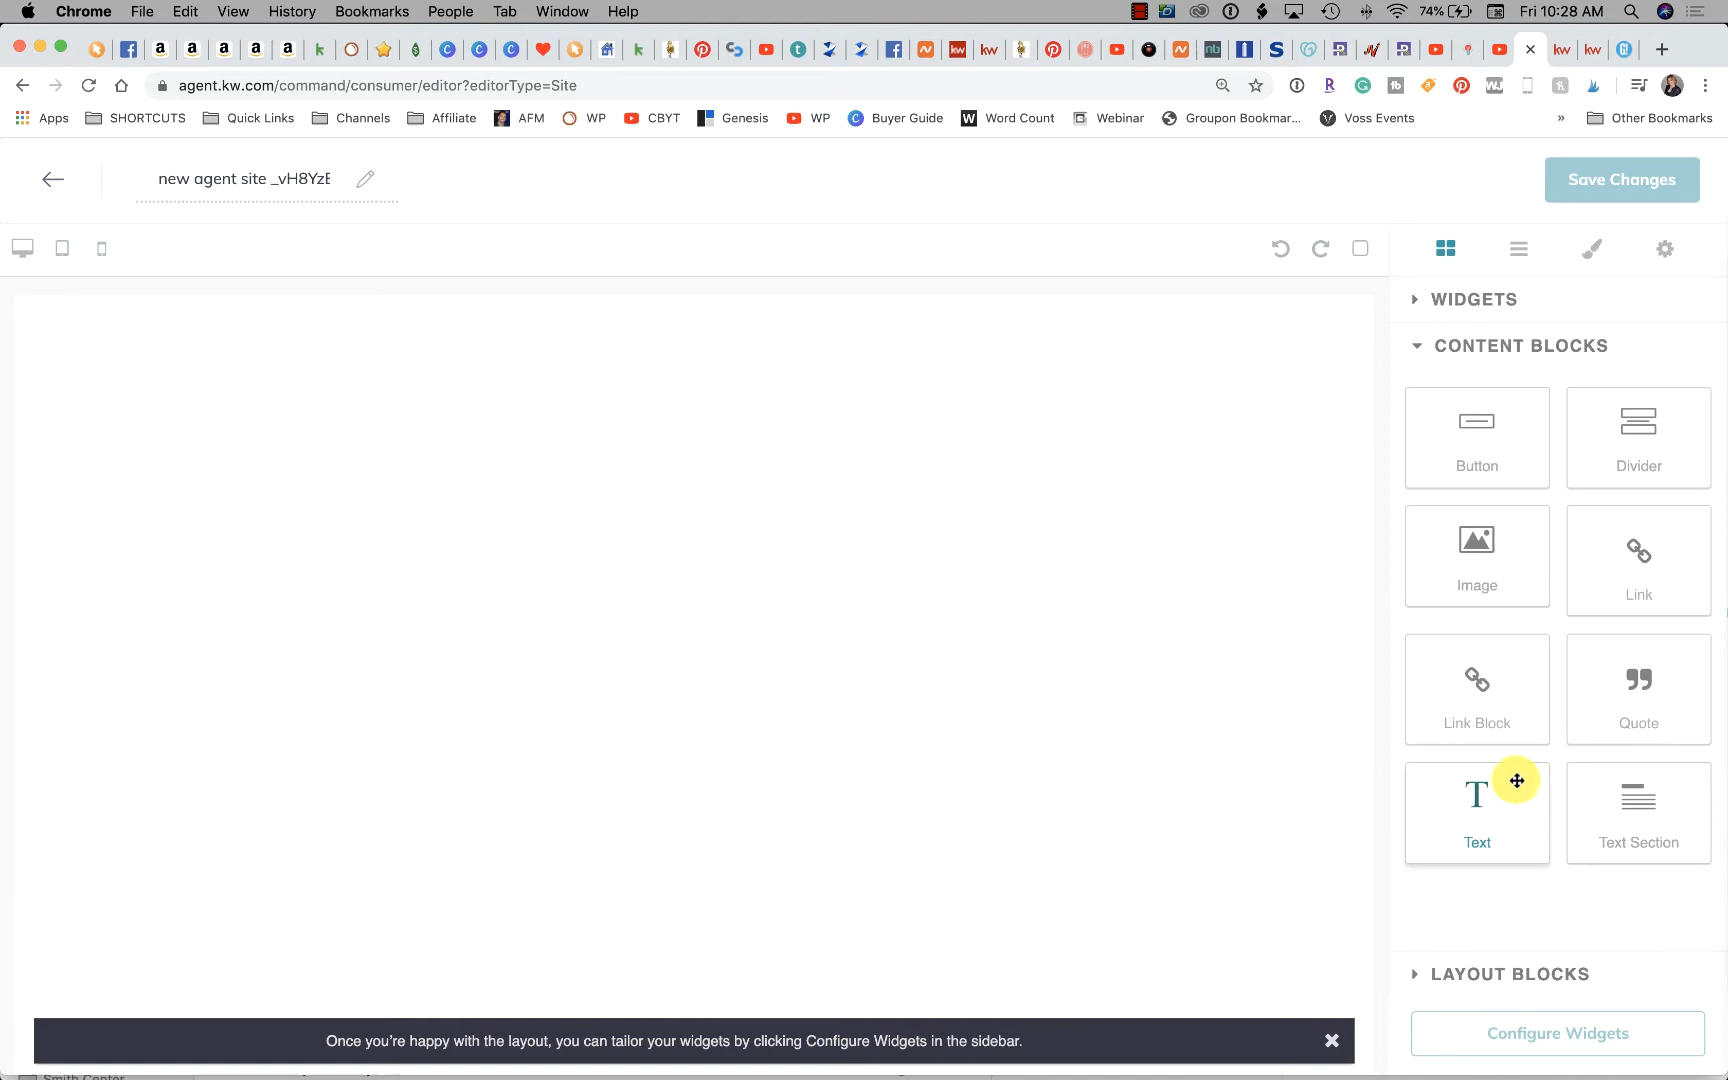 Chrome File Edit View History Bookmarks People Tab Window Help 74% Fri 10:28 AM
agent.kw.com/command/consumer/editor?editorType=Site
Apps SHORTCUTS Quick Links Channels Affiliate AFM WP CBYT Genesis WP Buyer Guide Word Count Webinar Groupon Bookmar... Voss Events » Other Bookmarks
new agent site _vH8YzE
Save Changes
WIDGETS
CONTENT BLOCKS
Button Divider
Image Link
Link Block Quote
Text Text Section
LAYOUT BLOCKS
Once you're happy with the layout, you can tailor your widgets by clicking Configure Widgets in the sidebar.
Configure Widgets